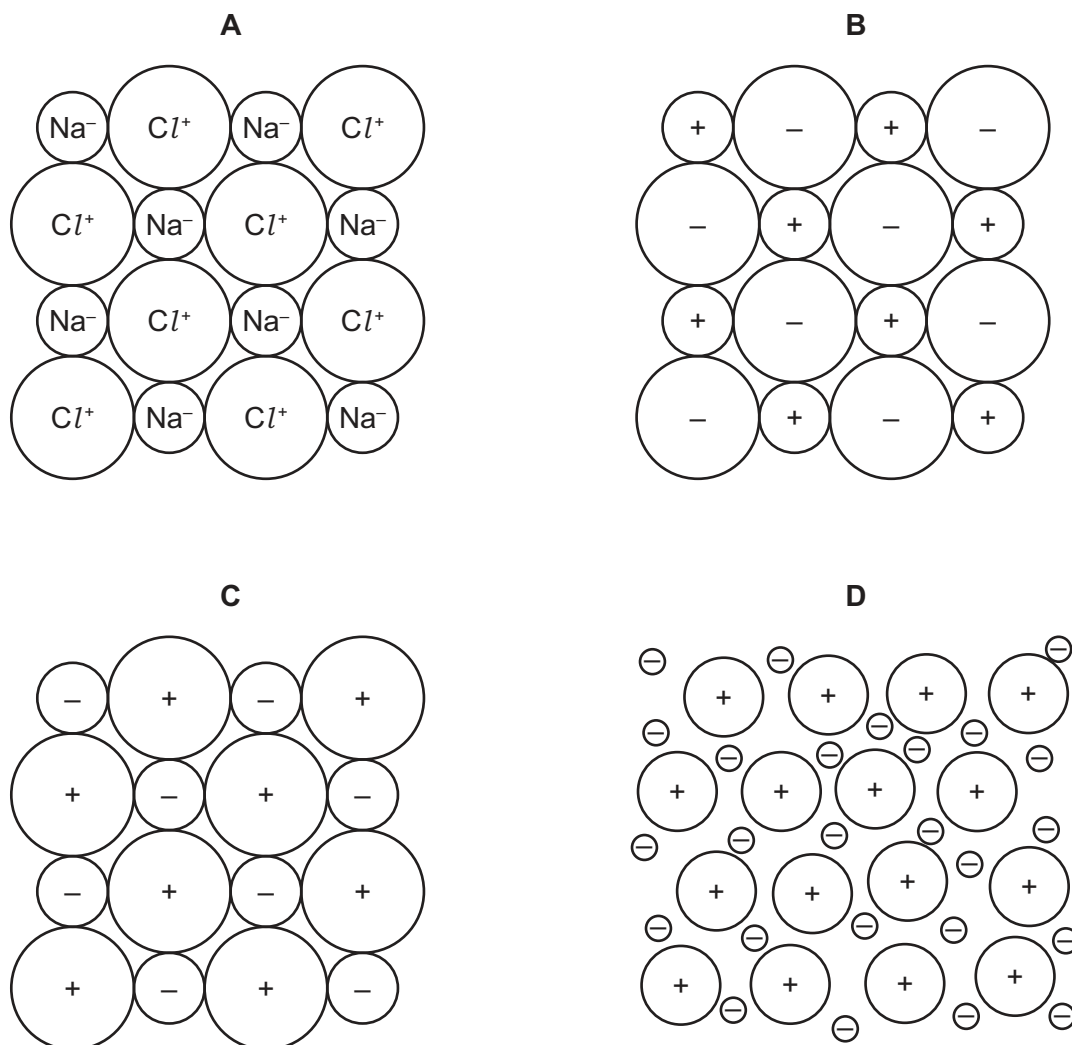 A
Na⁻ Cl⁺ Na⁻ Cl⁺
Cl⁺ Na⁻ Cl⁺ Na⁻
Na⁻ Cl⁺ Na⁻ Cl⁺
Cl⁺ Na⁻ Cl⁺ Na⁻
B
+ – + –
– + – +
+ – + –
– + – +
C
– + – +
+ – + –
– + – +
+ – + –
D
– – –
+ + + +
– – – – – – –
+ + + +
– – – – – –
+ + + +
– – – – –
+ + + +
– – – –